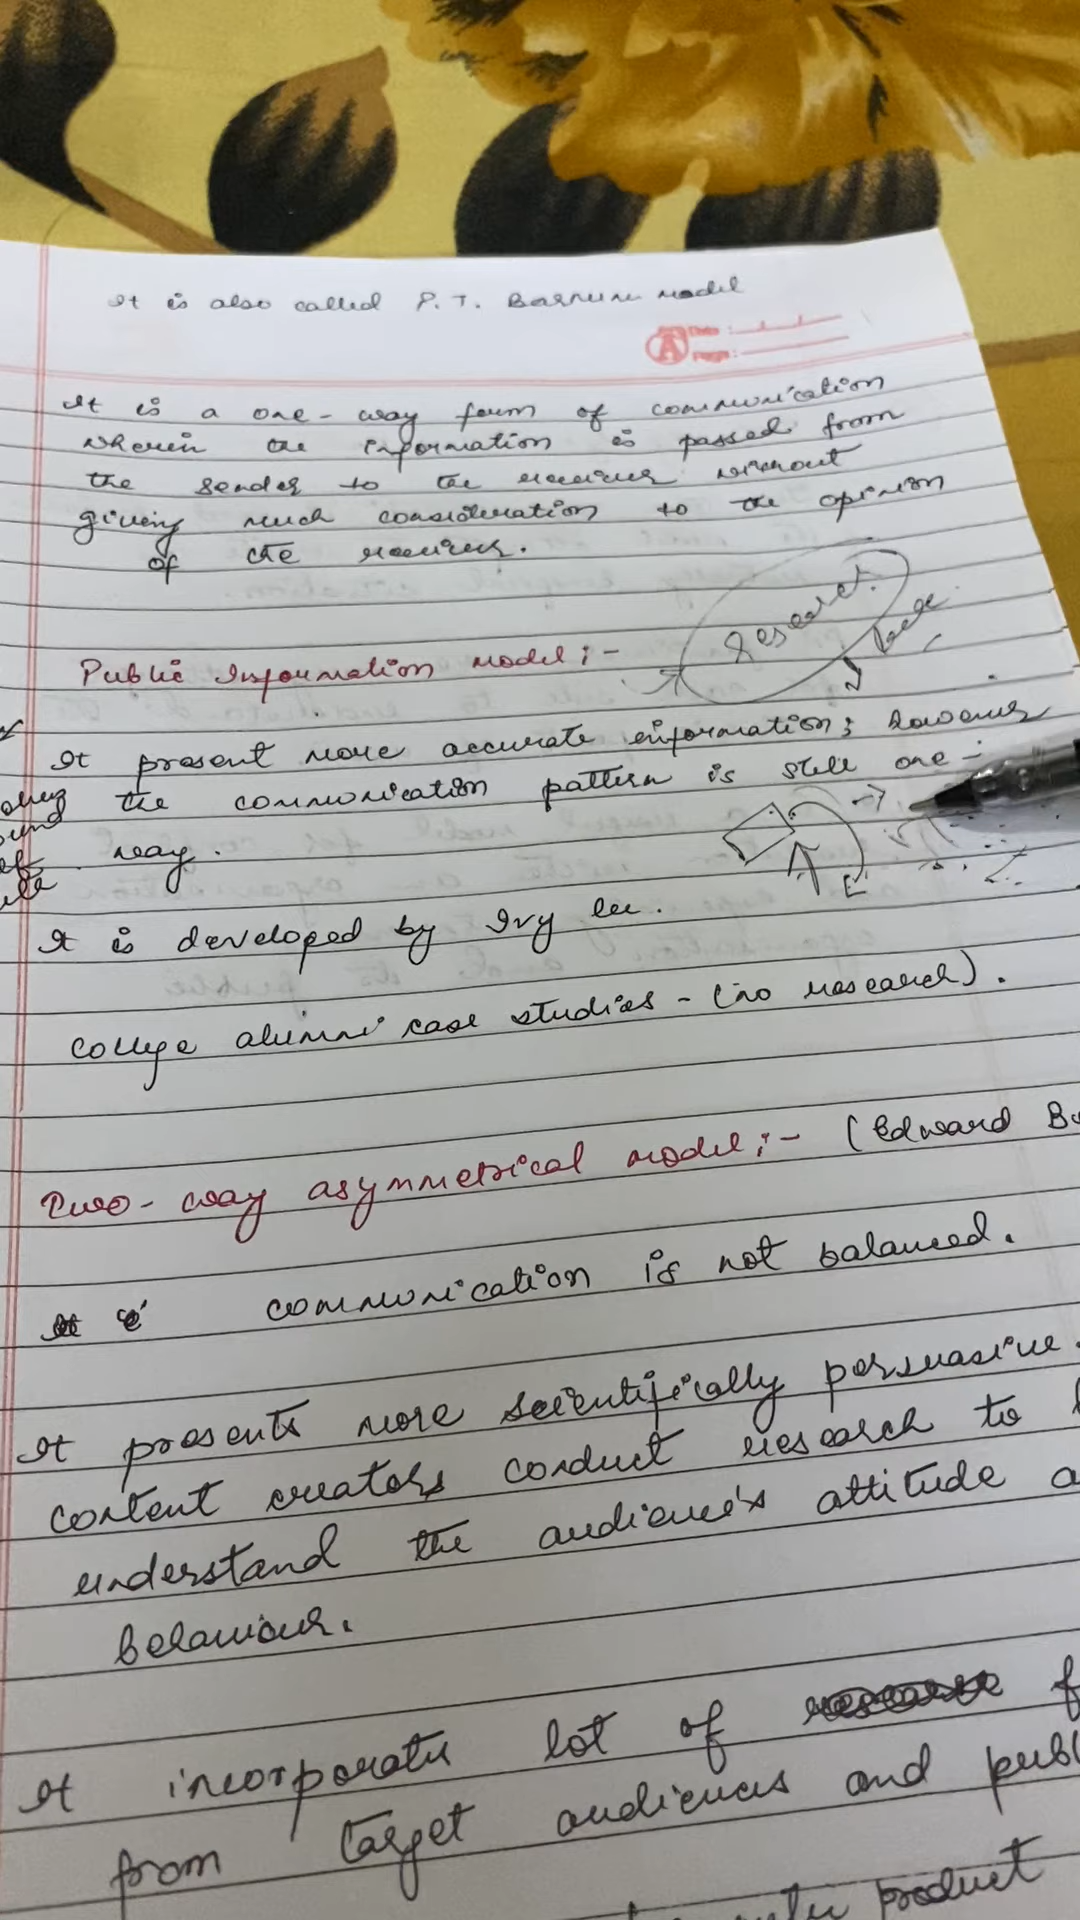 It is also called P. T. Barnum model
Date :
Page :
It is a one-way form of communication
wherein the information is passed from
the sender to the receiver without
giving much consideration to the opinion
of the receiver.
Research
Public Information model ; -
It present more accurate information; however
the communication pattern is still one-
way.
It is developed by Ivy lee.
college alumni case studies - (no research).
Two-way asymmetrical model ; - (Edward
communication is not balanced.
It presents more scientifically persuasive.
content creators conduct research to
understand the audience's attitude
behaviour.
It incorporate lot of
from target audiences and
product